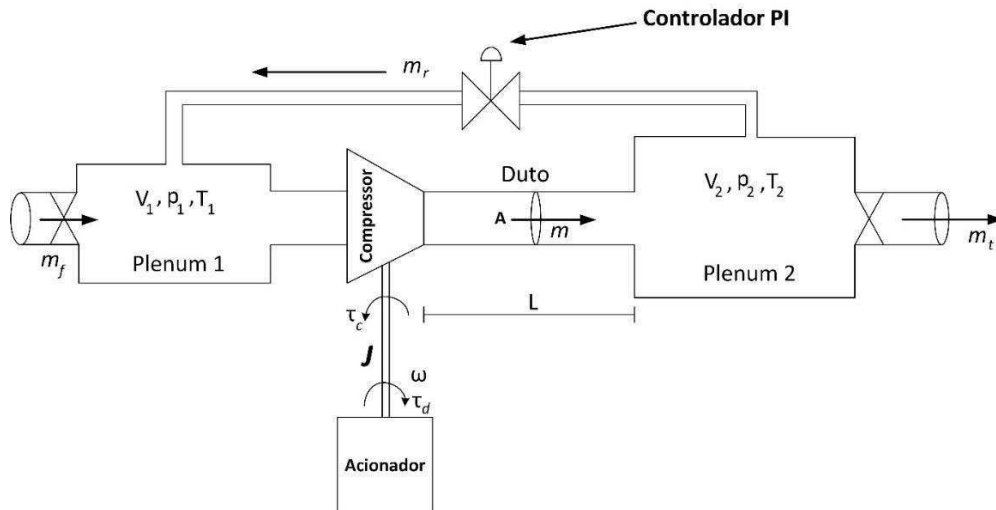 Controlador PI
m_r
V_1, p_1, T_1
Compressor
Duto
V_2, p_2, T_2
A
m
m_f
Plenum 1
Plenum 2
m_t
τ_c
L
J
ω
τ_d
Acionador